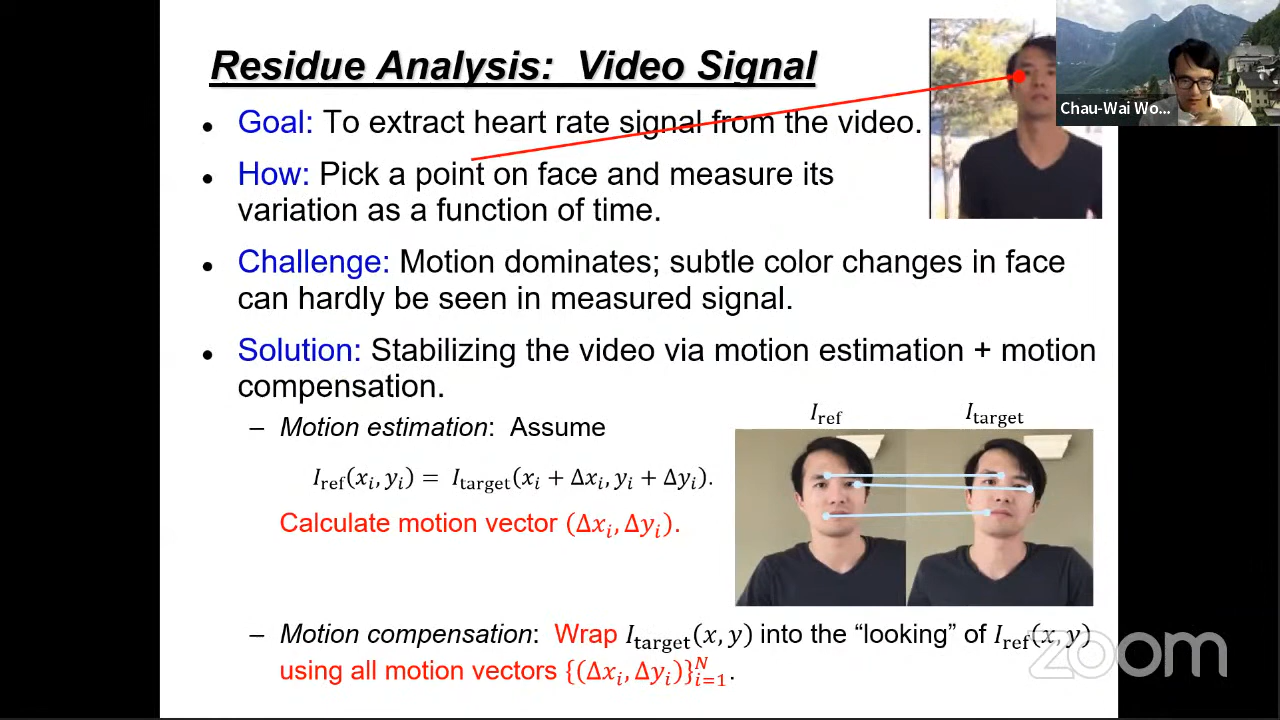 Residue Analysis: Video Signal
Chau-Wai Wo...
• Goal: To extract heart rate signal from the video.
• How: Pick a point on face and measure its
variation as a function of time.
• Challenge: Motion dominates; subtle color changes in face
can hardly be seen in measured signal.
• Solution: Stabilizing the video via motion estimation + motion
compensation.
I_ref I_target
– Motion estimation: Assume
I_ref(x_i, y_i) = I_target(x_i + Δx_i, y_i + Δy_i).
Calculate motion vector (Δx_i, Δy_i).
– Motion compensation: Wrap I_target(x, y) into the “looking” of I_ref(x, y)
using all motion vectors {(Δx_i, Δy_i)}_{i=1}^N.
zoom